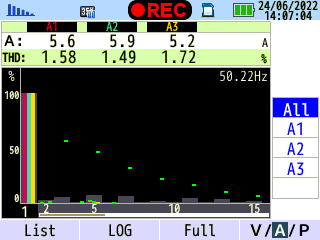 REC 24/06/2022
14:07:04
A1 A2 A3
A: 5.6 5.9 5.2 A
THD: 1.58 1.49 1.72 %
% 50.22Hz
100
50
0
1 2 5 10 15
All
A1
A2
A3
List LOG Full V/A/P